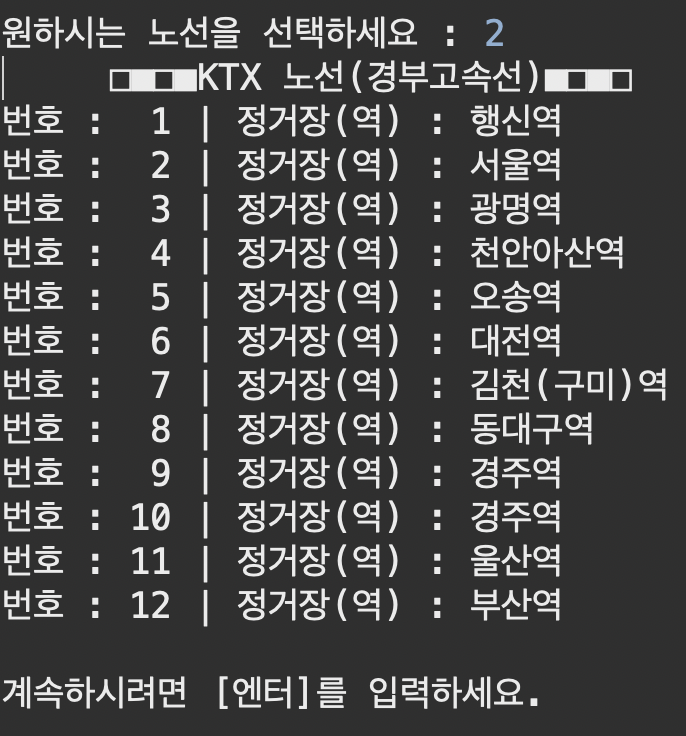 원하시는 노선을 선택하세요 : 2
□■□■KTX 노선(경부고속선)■□■□
번호 :  1 | 정거장(역) : 행신역
번호 :  2 | 정거장(역) : 서울역
번호 :  3 | 정거장(역) : 광명역
번호 :  4 | 정거장(역) : 천안아산역
번호 :  5 | 정거장(역) : 오송역
번호 :  6 | 정거장(역) : 대전역
번호 :  7 | 정거장(역) : 김천(구미)역
번호 :  8 | 정거장(역) : 동대구역
번호 :  9 | 정거장(역) : 경주역
번호 : 10 | 정거장(역) : 경주역
번호 : 11 | 정거장(역) : 울산역
번호 : 12 | 정거장(역) : 부산역
계속하시려면 [엔터]를 입력하세요.